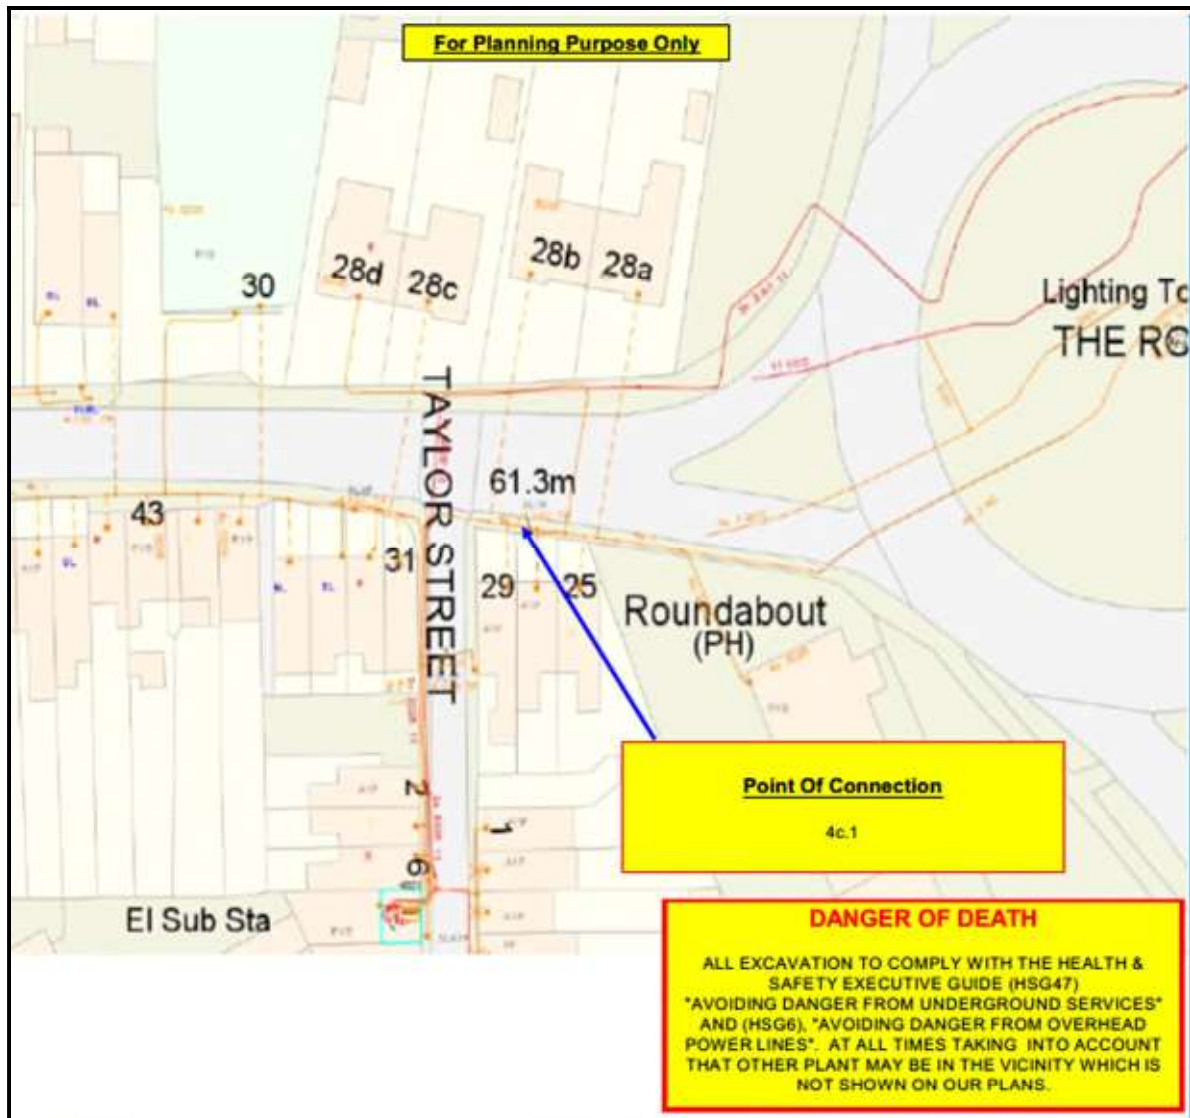 For Planning Purpose Only
30
28d
28c
28b
28a
Lighting To
THE RO
TAYLOR STREET
61.3m
43
31
29
25
Roundabout
(PH)
2
1
6
El Sub Sta
Point Of Connection
4c.1
DANGER OF DEATH
ALL EXCAVATION TO COMPLY WITH THE HEALTH &
SAFETY EXECUTIVE GUIDE (HSG47)
"AVOIDING DANGER FROM UNDERGROUND SERVICES"
AND (HSG6), "AVOIDING DANGER FROM OVERHEAD
POWER LINES". AT ALL TIMES TAKING INTO ACCOUNT
THAT OTHER PLANT MAY BE IN THE VICINITY WHICH IS
NOT SHOWN ON OUR PLANS.